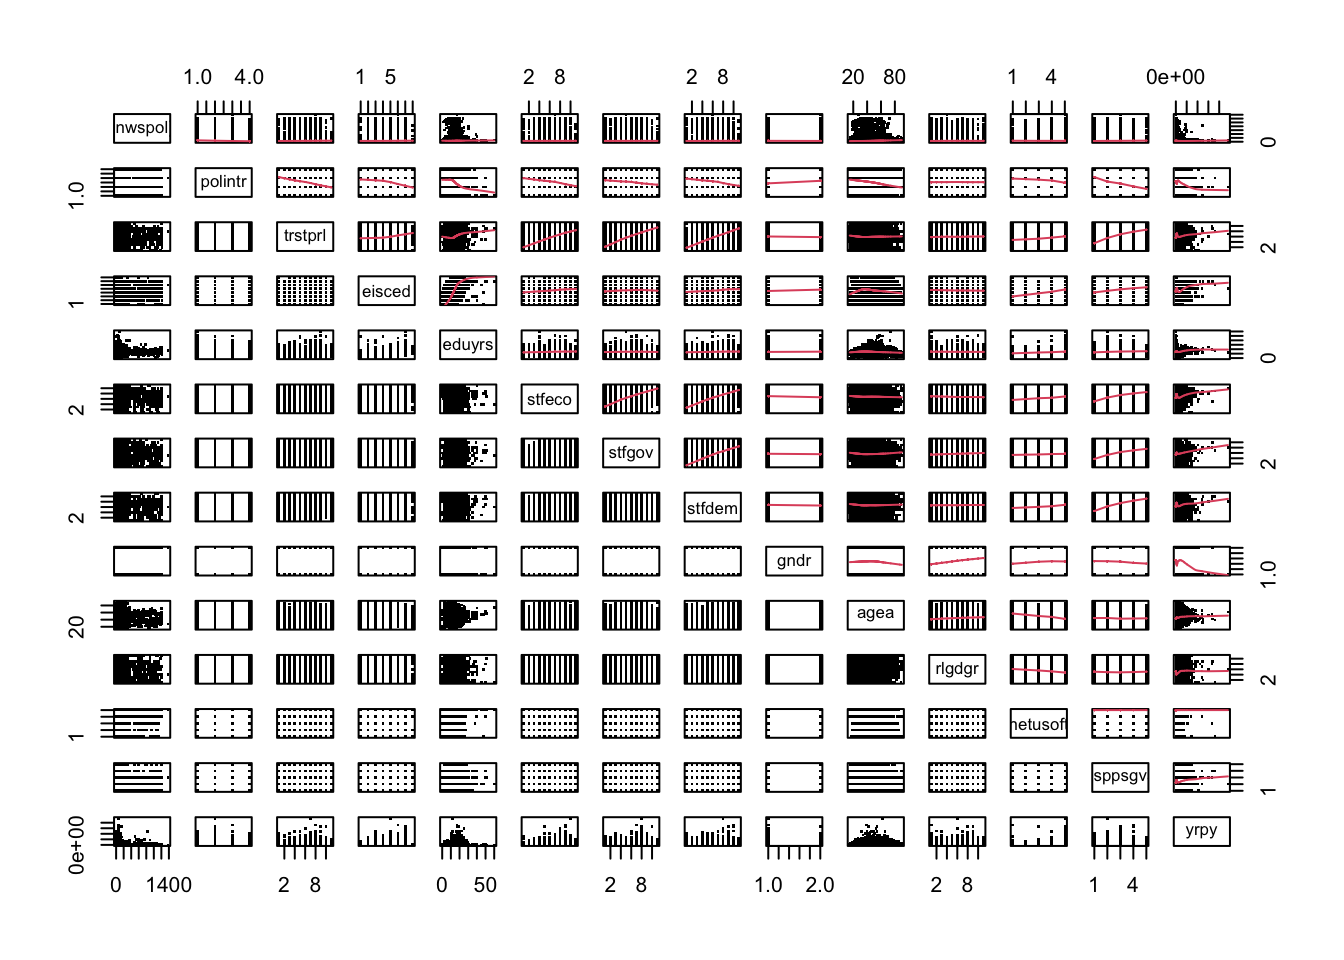 1.0 4.0 1 5 2 8 2 8 20 80 1 4 0e+00
nwspol 0
1.0 polintr
trstprl 2
1 eisced
eduyrs 0
2 stfeco
stfgov 2
2 stfdem
gndr 1.0
20 agea
rlgdgr 2
1 netusoft
sppsgv 1
0e+00 yrpy
0 1400 2 8 0 50 2 8 1.0 2.0 2 8 1 4